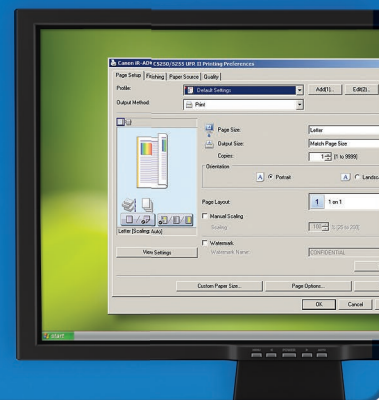 Canon iR-ADV C5250/5255 UFR II Printing Preferences
Page Setup Finishing Paper Source Quality
Profile: Default Settings Add(1)... Edit(2)...
Output Method: Print
Page Size: Letter
Output Size: Match Page Size
Copies: 1 [1 to 9999]
Orientation
A Portrait A Landsc
Page Layout: 1 1 on 1
Manual Scaling
Scaling: 100 % [25 to 200]
Letter [Scaling: Auto]
Watermark
View Settings Watermark Name: CONFIDENTIAL
Custom Paper Size... Page Options...
OK Cancel
start